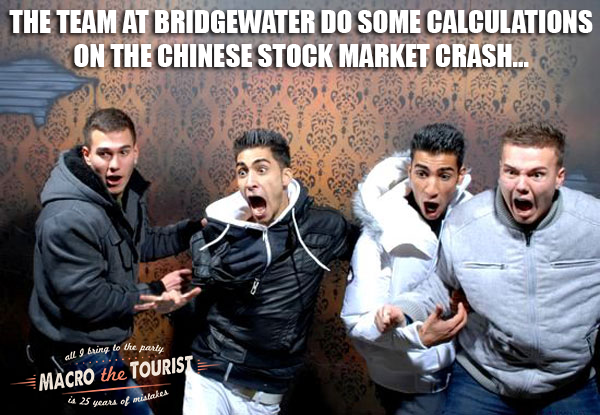 THE TEAM AT BRIDGEWATER DO SOME CALCULATIONS
ON THE CHINESE STOCK MARKET CRASH...
all I bring to the party
MACRO the TOURIST
is 25 years of mistakes